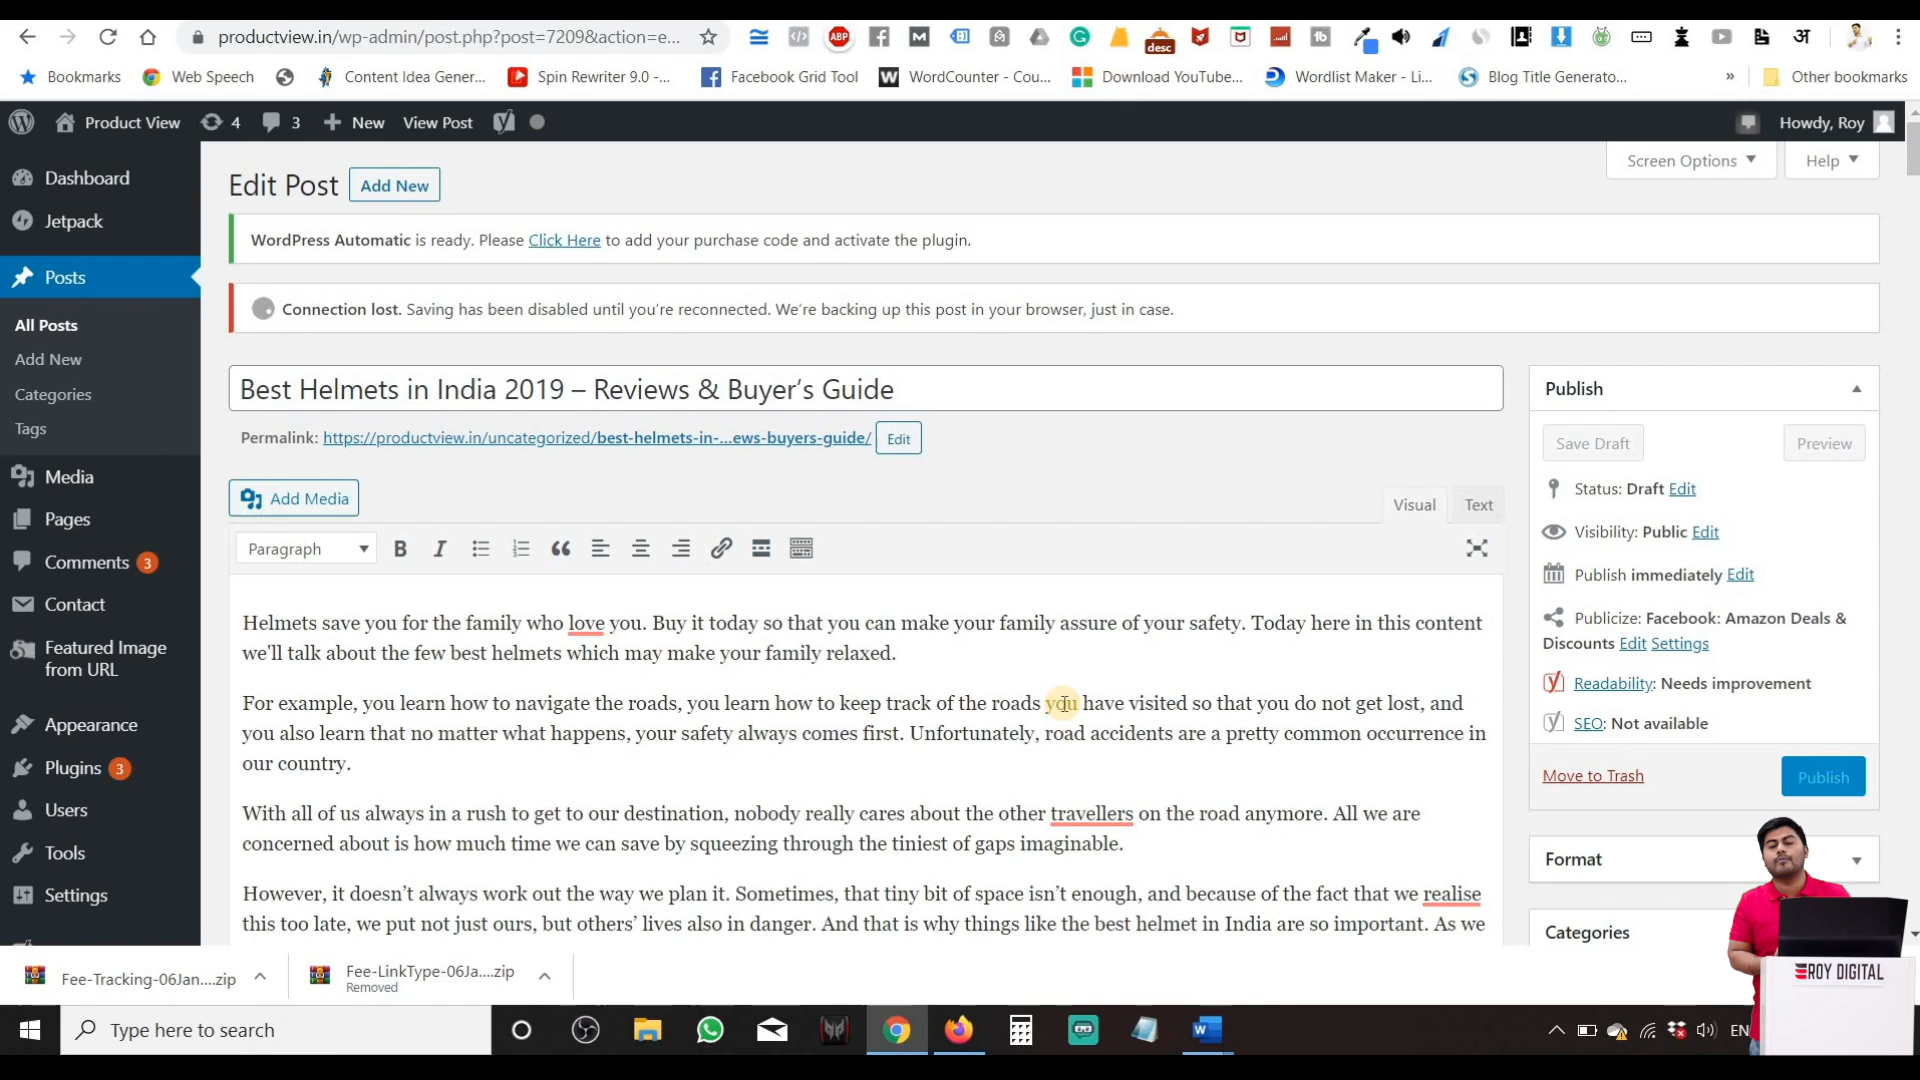 productview.in/wp-admin/post.php?post=7209&action=e...
ABP
desc
अ
Bookmarks
Web Speech
Content Idea Gener...
Spin Rewriter 9.0 -...
Facebook Grid Tool
WordCounter - Cou...
Download YouTube...
Wordlist Maker - Li...
Blog Title Generato...
»
Other bookmarks
Product View
4
3
New
View Post
Howdy, Roy
Dashboard
Jetpack
Posts
All Posts
Add New
Categories
Tags
Media
Pages
Comments 3
Contact
Featured Image
from URL
Appearance
Plugins 3
Users
Tools
Settings
Screen Options
Help
Edit Post
Add New
WordPress Automatic is ready. Please Click Here to add your purchase code and activate the plugin.
Connection lost. Saving has been disabled until you're reconnected. We're backing up this post in your browser, just in case.
Best Helmets in India 2019 – Reviews & Buyer's Guide
Permalink: https://productview.in/uncategorized/best-helmets-in-...ews-buyers-guide/ Edit
Add Media
Visual
Text
Paragraph
B
I
Helmets save you for the family who love you. Buy it today so that you can make your family assure of your safety. Today here in this content
we'll talk about the few best helmets which may make your family relaxed.
For example, you learn how to navigate the roads, you learn how to keep track of the roads you have visited so that you do not get lost, and
you also learn that no matter what happens, your safety always comes first. Unfortunately, road accidents are a pretty common occurrence in
our country.
With all of us always in a rush to get to our destination, nobody really cares about the other travellers on the road anymore. All we are
concerned about is how much time we can save by squeezing through the tiniest of gaps imaginable.
However, it doesn't always work out the way we plan it. Sometimes, that tiny bit of space isn't enough, and because of the fact that we realise
this too late, we put not just ours, but others' lives also in danger. And that is why things like the best helmet in India are so important. As we
Publish
Save Draft
Preview
Status: Draft Edit
Visibility: Public Edit
Publish immediately Edit
Publicize: Facebook: Amazon Deals &
Discounts Edit Settings
Readability: Needs improvement
SEO: Not available
Move to Trash
Publish
Format
Categories
ROY DIGITAL
Fee-Tracking-06Jan....zip
Fee-LinkType-06Ja....zip
Removed
Type here to search
EN